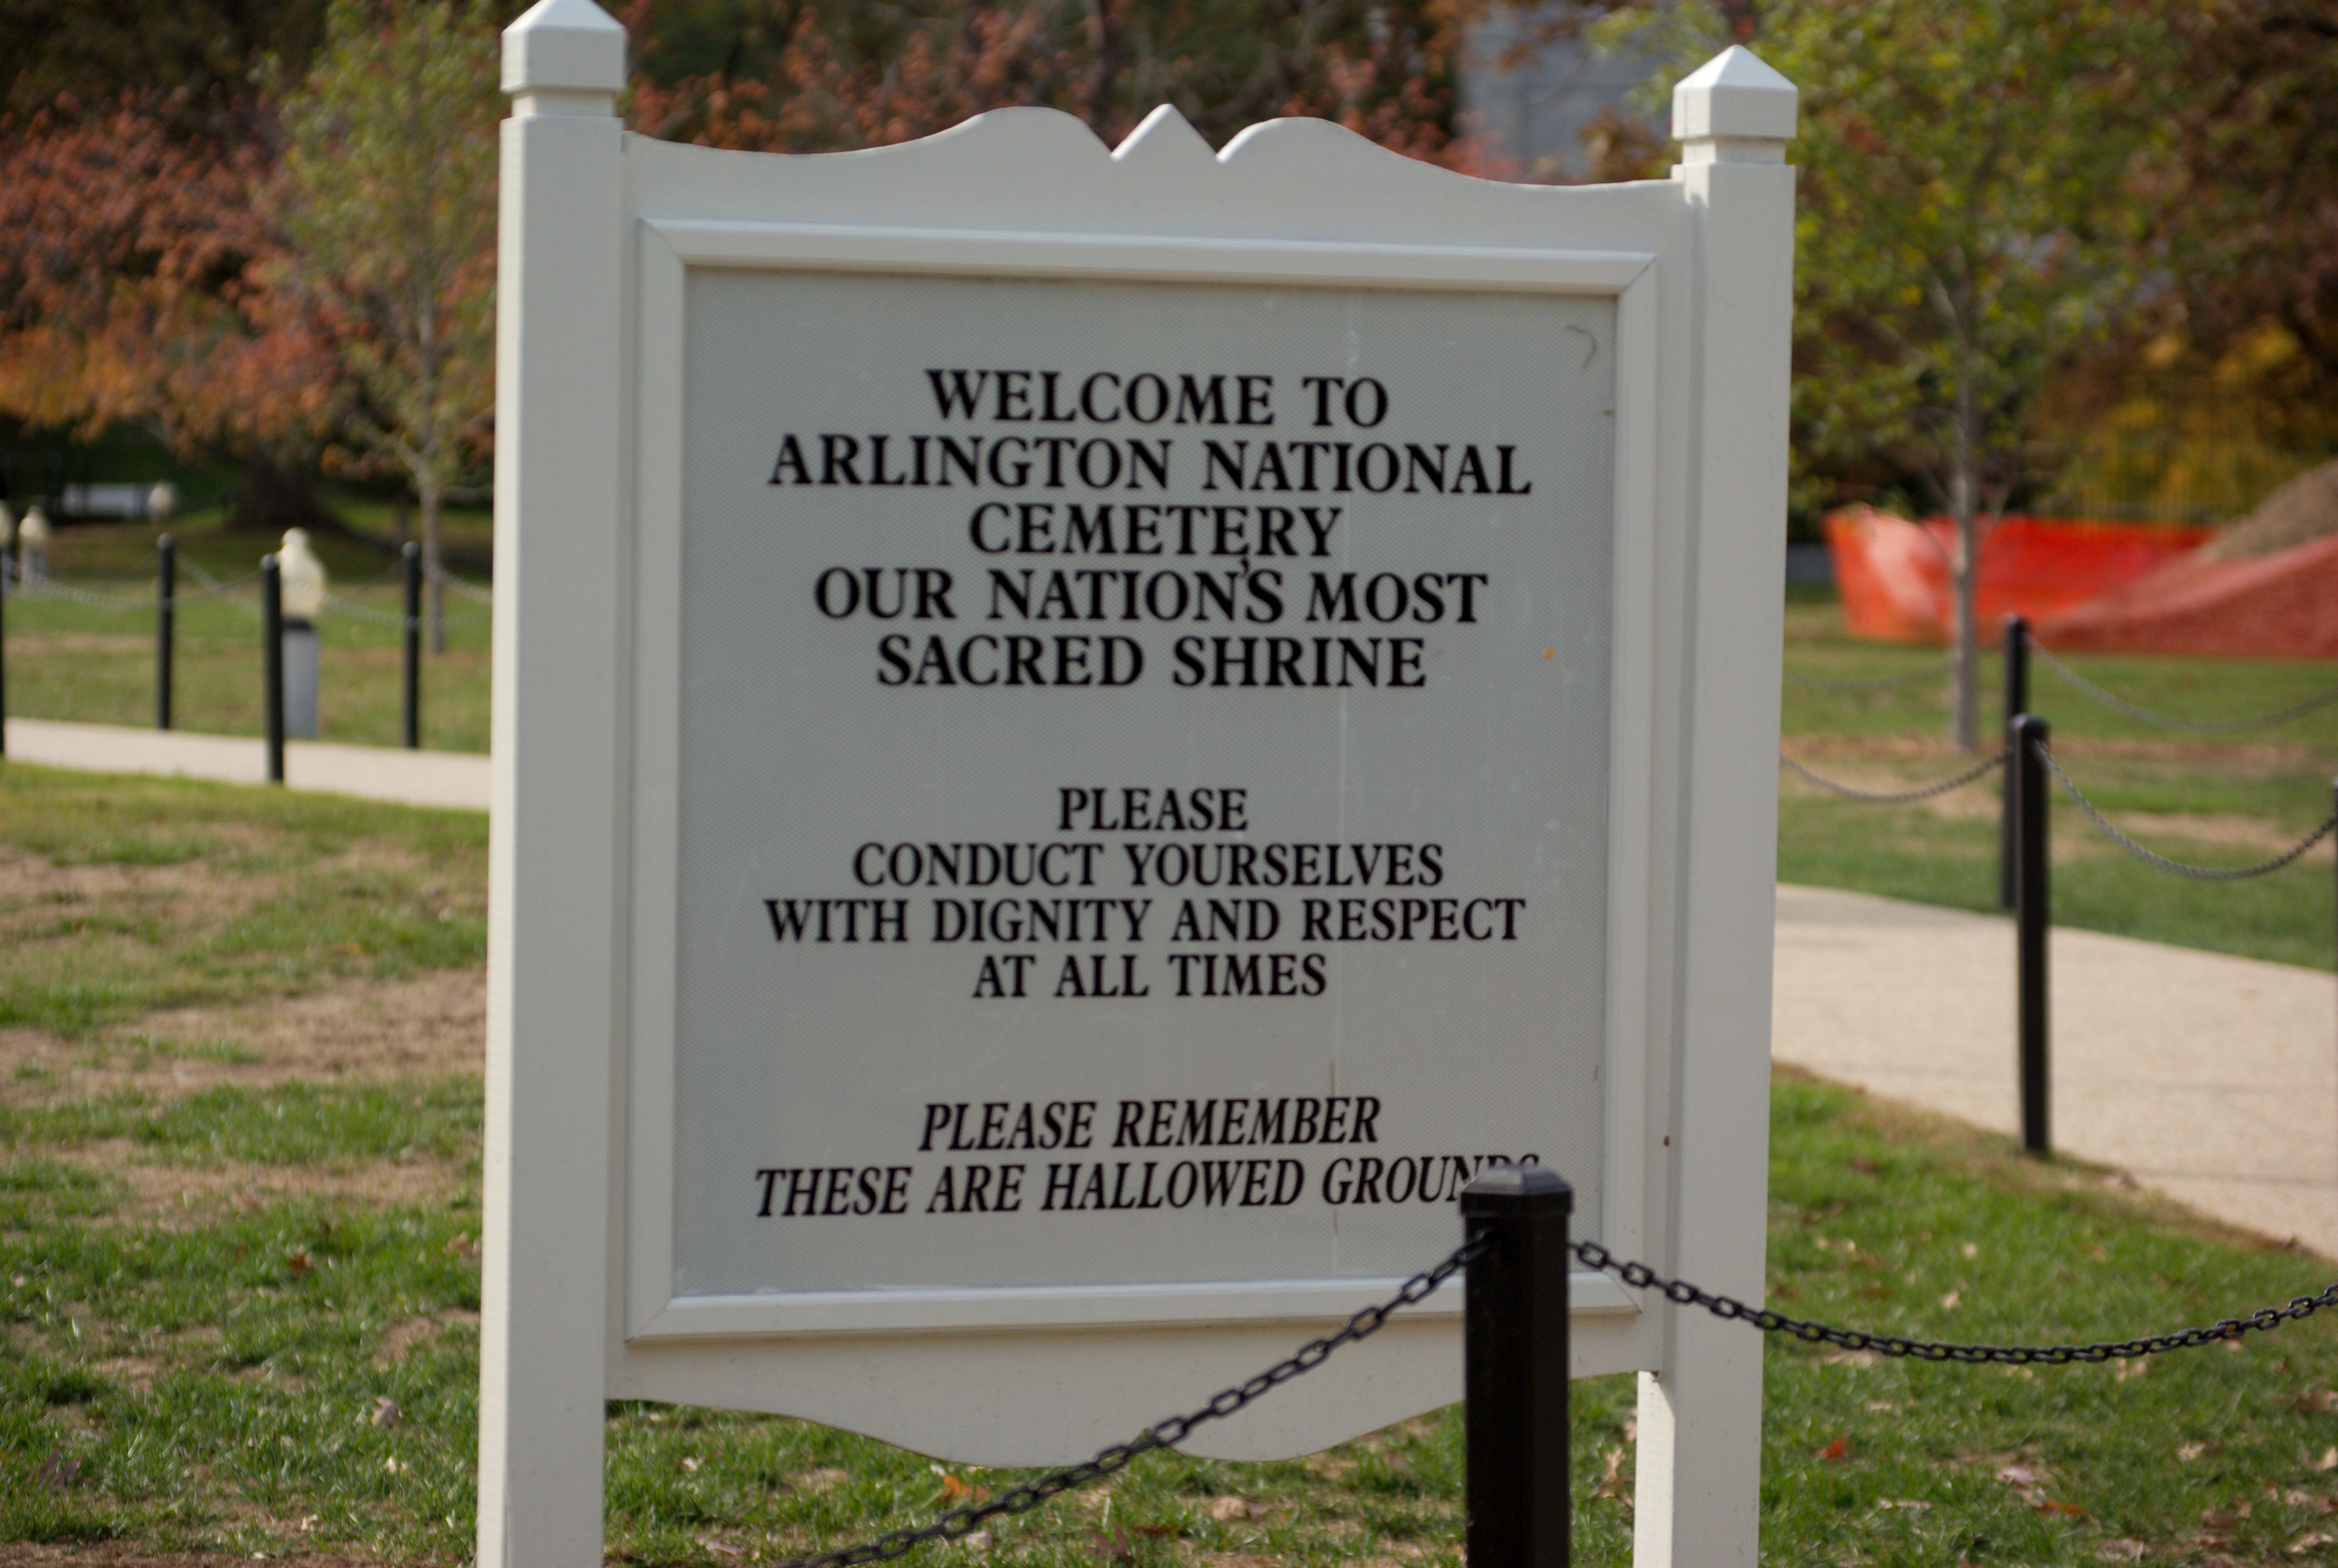 WELCOME TO
ARLINGTON NATIONAL
CEMETERY
OUR NATION'S MOST
SACRED SHRINE
PLEASE
CONDUCT YOURSELVES
WITH DIGNITY AND RESPECT
AT ALL TIMES
PLEASE REMEMBER
THESE ARE HALLOWED GROUNDS